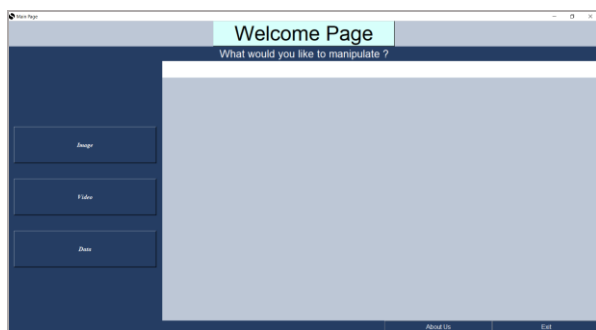 Main Page
Welcome Page
What would you like to manipulate ?
Image
Video
Data
About Us
Exit